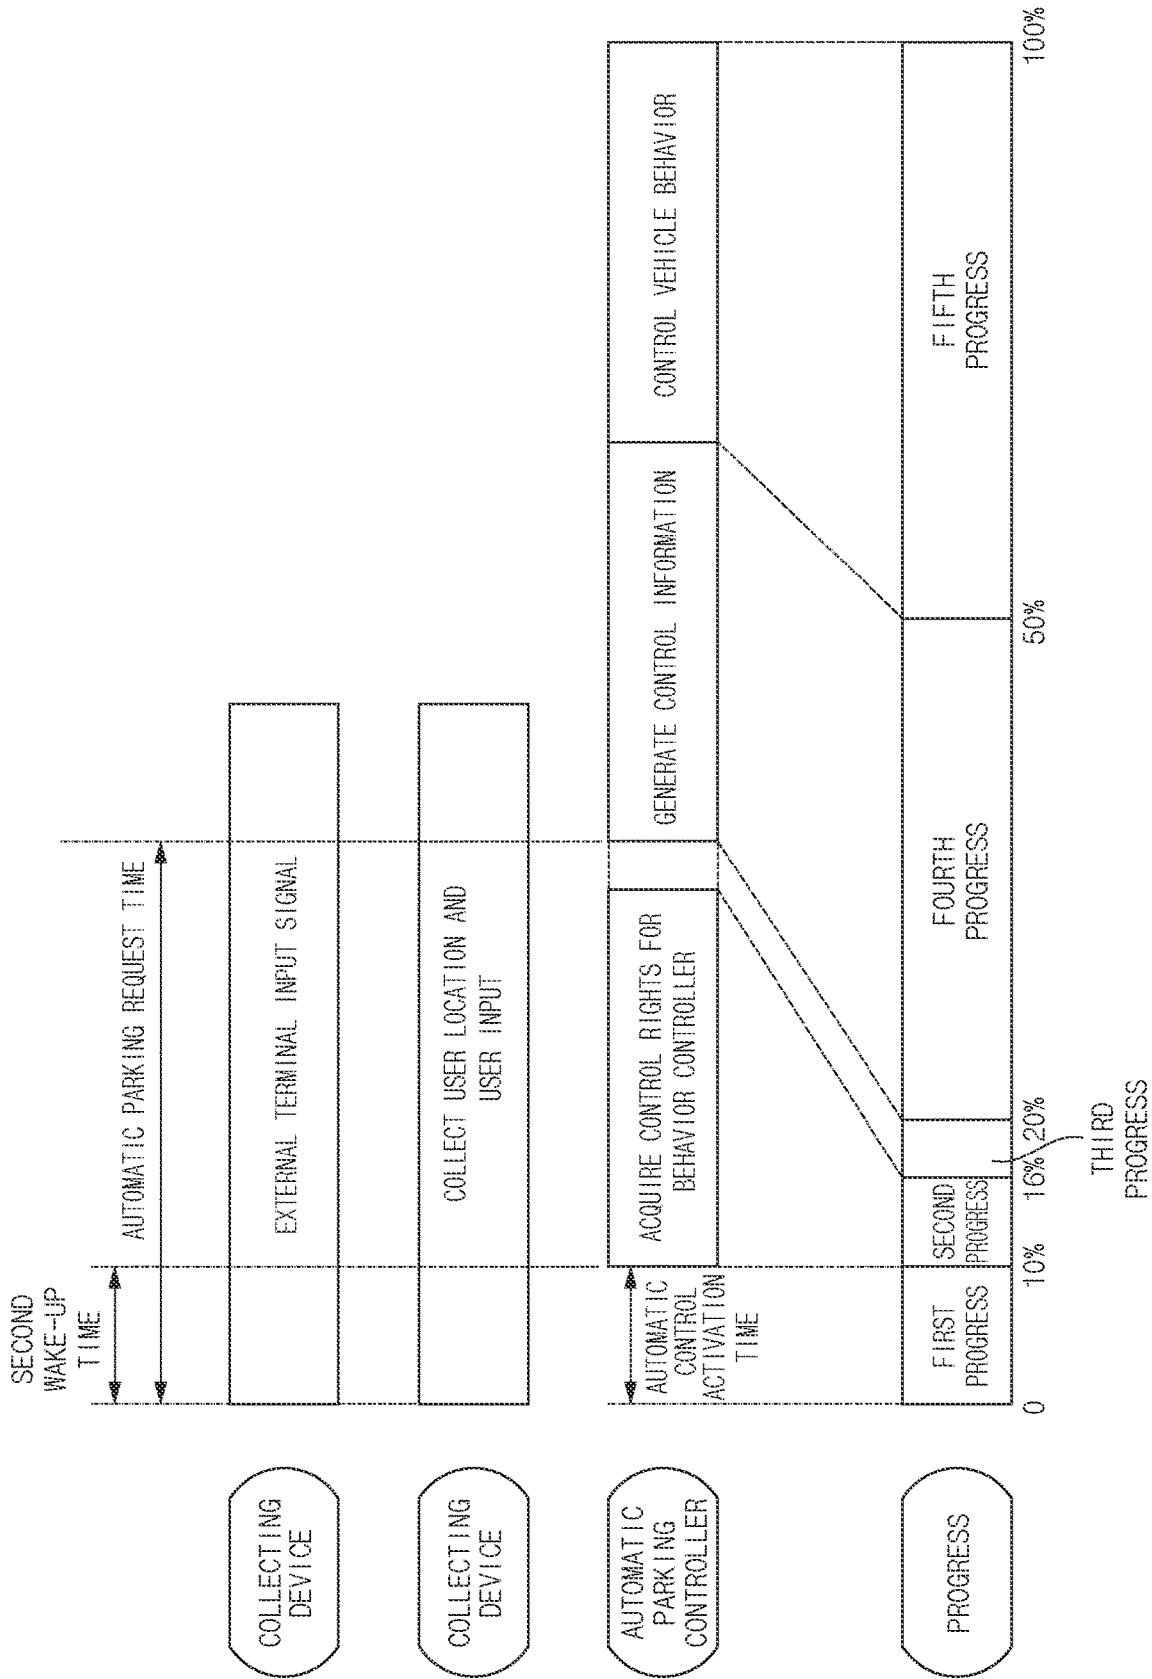 SECOND
WAKE-UP
TIME
AUTOMATIC PARKING REQUEST TIME
COLLECTING
DEVICE
EXTERNAL TERMINAL INPUT SIGNAL
COLLECTING
DEVICE
COLLECT USER LOCATION AND
USER INPUT
AUTOMATIC
PARKING
CONTROLLER
AUTOMATIC
CONTROL
ACTIVATION
TIME
ACQUIRE CONTROL RIGHTS FOR
BEHAVIOR CONTROLLER
GENERATE CONTROL INFORMATION
CONTROL VEHICLE BEHAVIOR
PROGRESS
FIRST
PROGRESS
SECOND
PROGRESS
FOURTH
PROGRESS
FIFTH
PROGRESS
0
10%
16%
20%
50%
100%
THIRD
PROGRESS